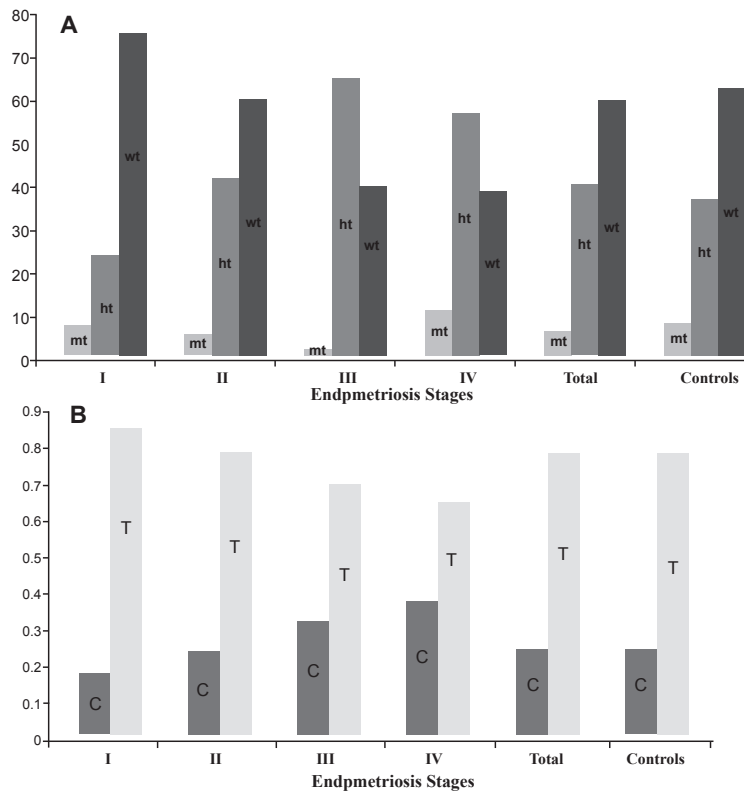 A
80
70
60
50
40
30
20
10
0
mt ht wt
mt ht wt
mt ht wt
mt ht wt
mt ht wt
mt ht wt
I II III IV Total Controls
Endpmetriosis Stages
B
0.9
0.8
0.7
0.6
0.5
0.4
0.3
0.2
0.1
0
C T
C T
C T
C T
C T
C T
I II III IV Total Controls
Endpmetriosis Stages